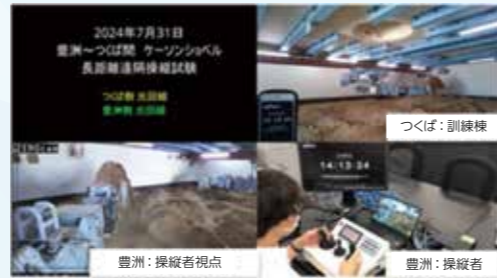 2024年7月31日
豊洲～つくば間 ケーソンショベル
長距離遠隔操縦試験
つくば側 光回線
豊洲側 光回線
つくば：訓練棟
豊洲：操縦者視点
14:13:24
豊洲：操縦者